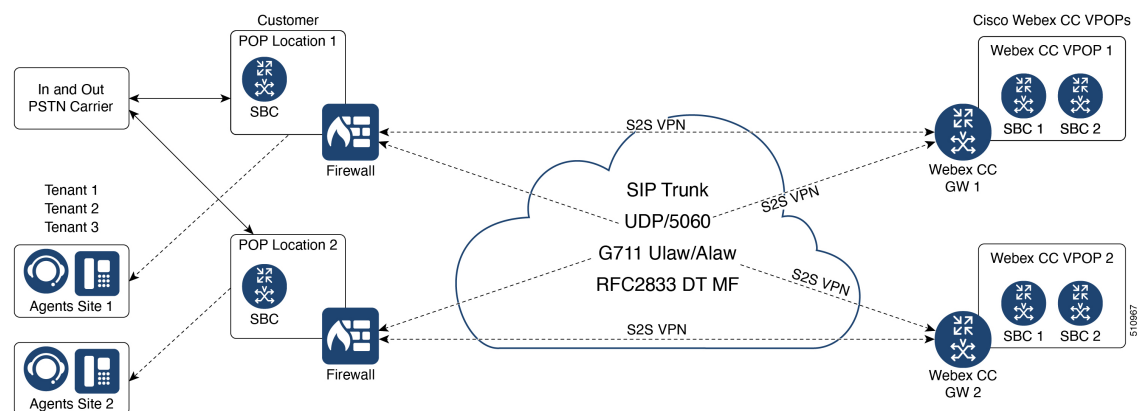 Customer
Cisco Webex CC VPOPs
POP Location 1
SBC
Firewall
In and Out
PSTN Carrier
Tenant 1
Tenant 2
Tenant 3
Agents Site 1
Agents Site 2
POP Location 2
SBC
Firewall
S2S VPN
S2S VPN
SIP Trunk
UDP/5060
G711 Ulaw/Alaw
RFC2833 DT MF
S2S VPN
S2S VPN
Webex CC VPOP 1
SBC 1
SBC 2
Webex CC
GW 1
Webex CC VPOP 2
SBC 1
SBC 2
Webex CC
GW 2
510967